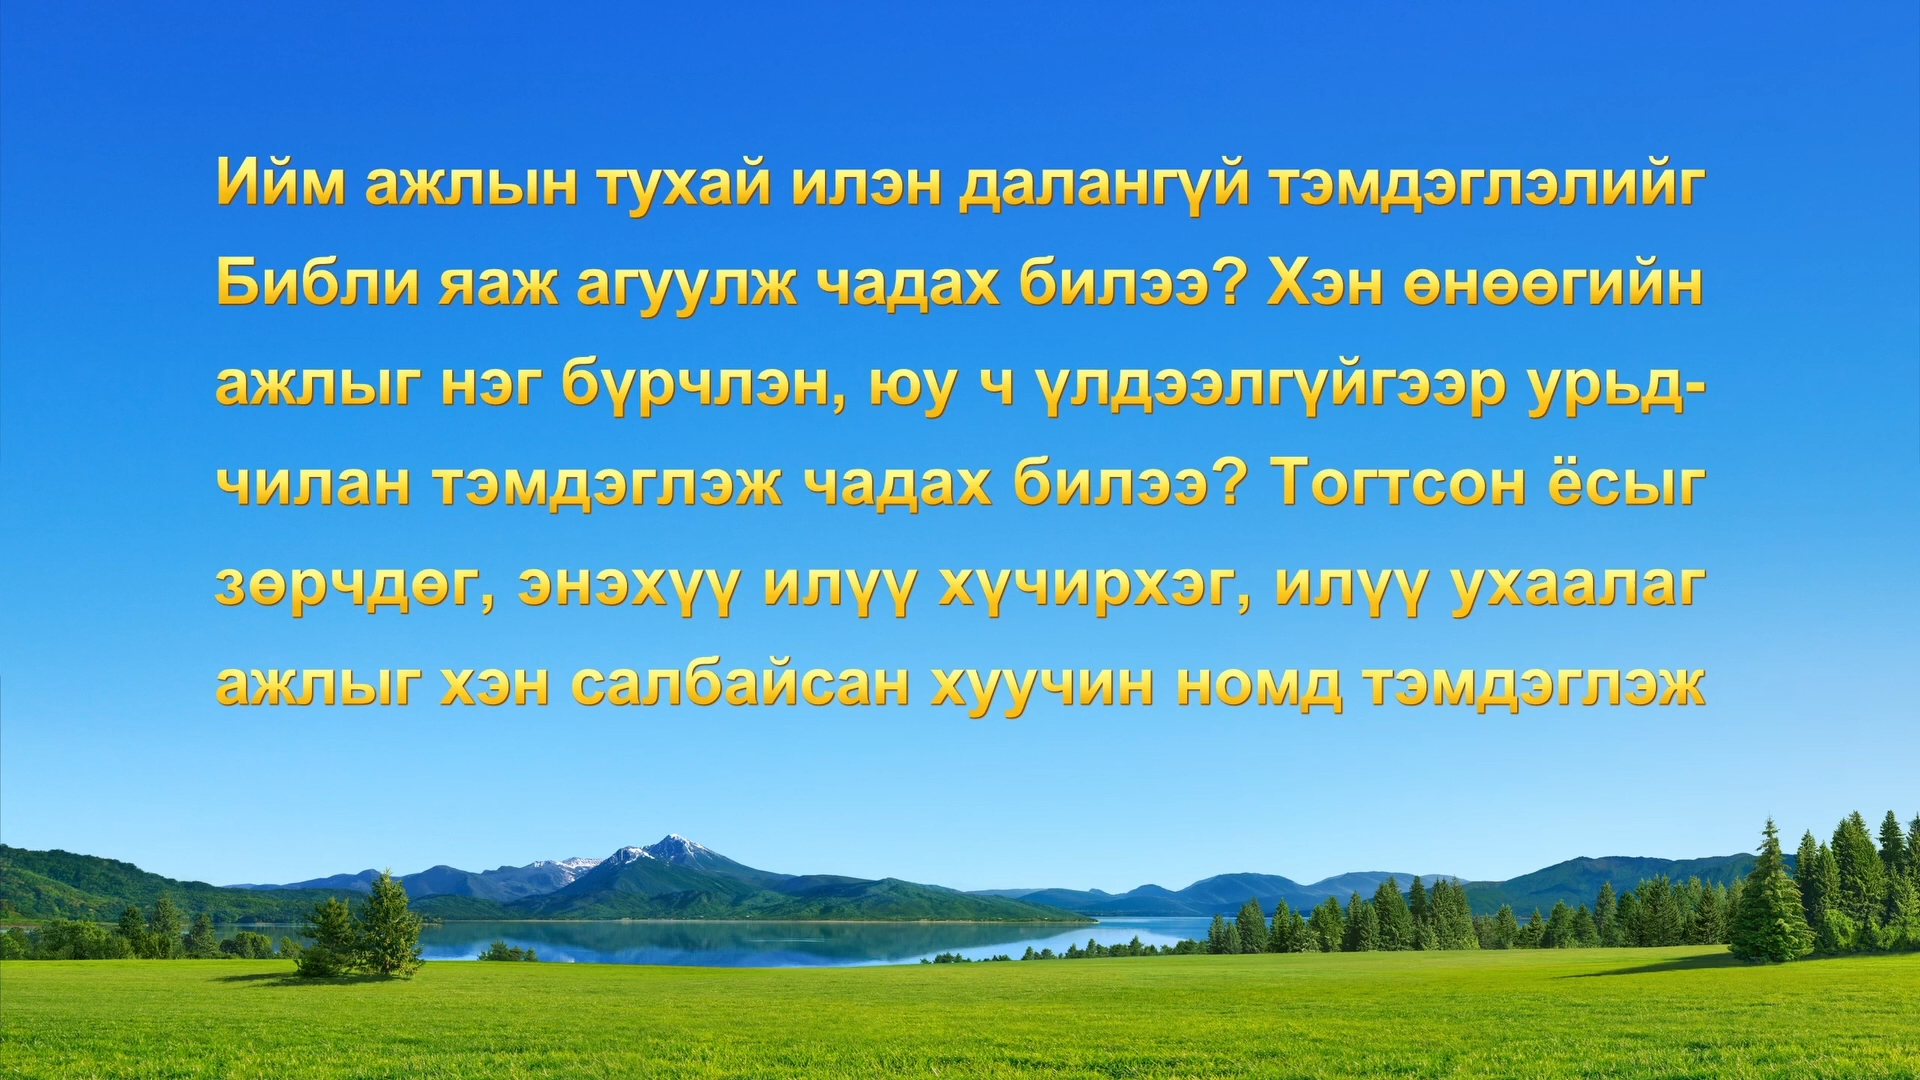 Ийм ажлын тухай илэн далангүй тэмдэглэлийг
Библи яаж агуулж чадах билээ? Хэн өнөөгийн
ажлыг нэг бүрчлэн, юу ч үлдээлгүйгээр урьд-
чилан тэмдэглэж чадах билээ? Тогтсон ёсыг
зөрчдөг, энэхүү илүү хүчирхэг, илүү ухаалаг
ажлыг хэн салбайсан хуучин номд тэмдэглэж